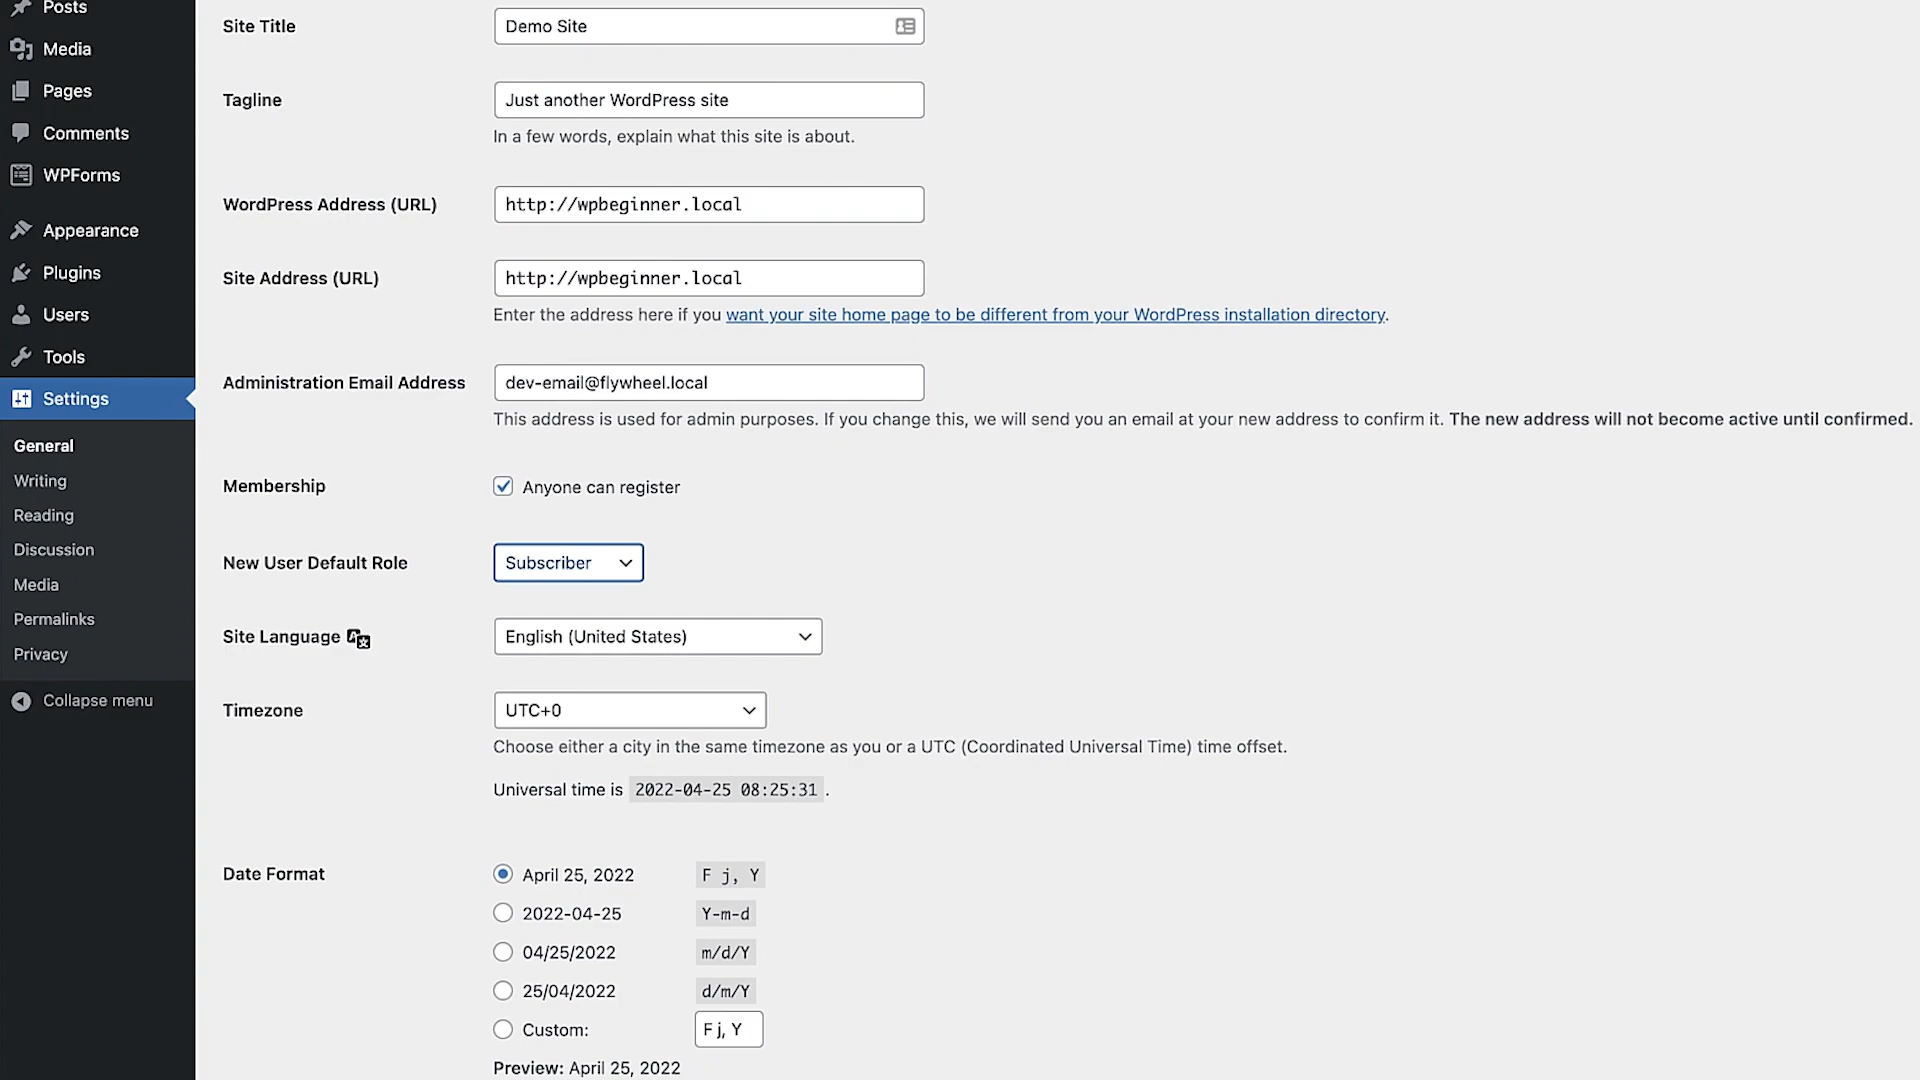 Posts
Media
Pages
Comments
WPForms
Appearance
Plugins
Users
Tools
Settings
General
Writing
Reading
Discussion
Media
Permalinks
Privacy
Collapse menu
Site Title
Demo Site
Tagline
Just another WordPress site
In a few words, explain what this site is about.
WordPress Address (URL)
http://wpbeginner.local
Site Address (URL)
http://wpbeginner.local
Enter the address here if you want your site home page to be different from your WordPress installation directory.
Administration Email Address
dev-email@flywheel.local
This address is used for admin purposes. If you change this, we will send you an email at your new address to confirm it. The new address will not become active until confirmed.
Membership
Anyone can register
New User Default Role
Subscriber
Site Language
English (United States)
Timezone
UTC+0
Choose either a city in the same timezone as you or a UTC (Coordinated Universal Time) time offset.
Universal time is 2022-04-25 08:25:31 .
Date Format
April 25, 2022 F j, Y
2022-04-25 Y-m-d
04/25/2022 m/d/Y
25/04/2022 d/m/Y
Custom: F j, Y
Preview: April 25, 2022